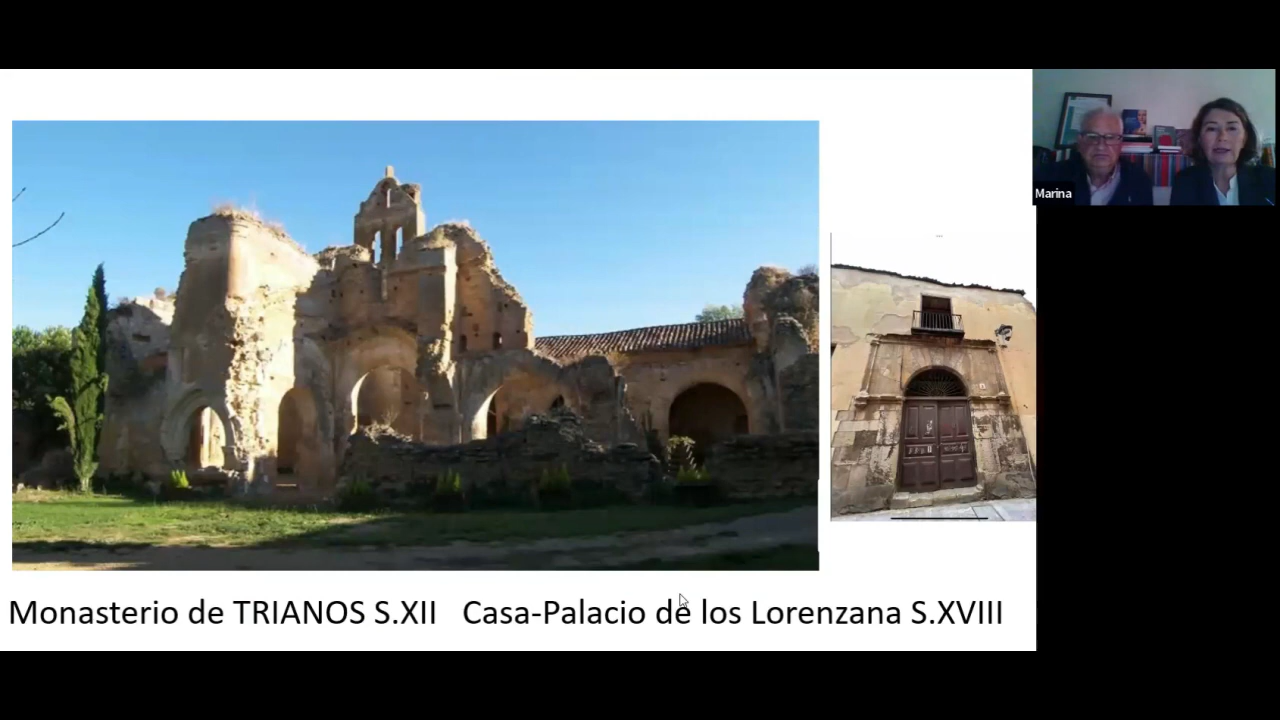 Marina
Monasterio de TRIANOS S.XII Casa-Palacio de los Lorenzana S.XVIII